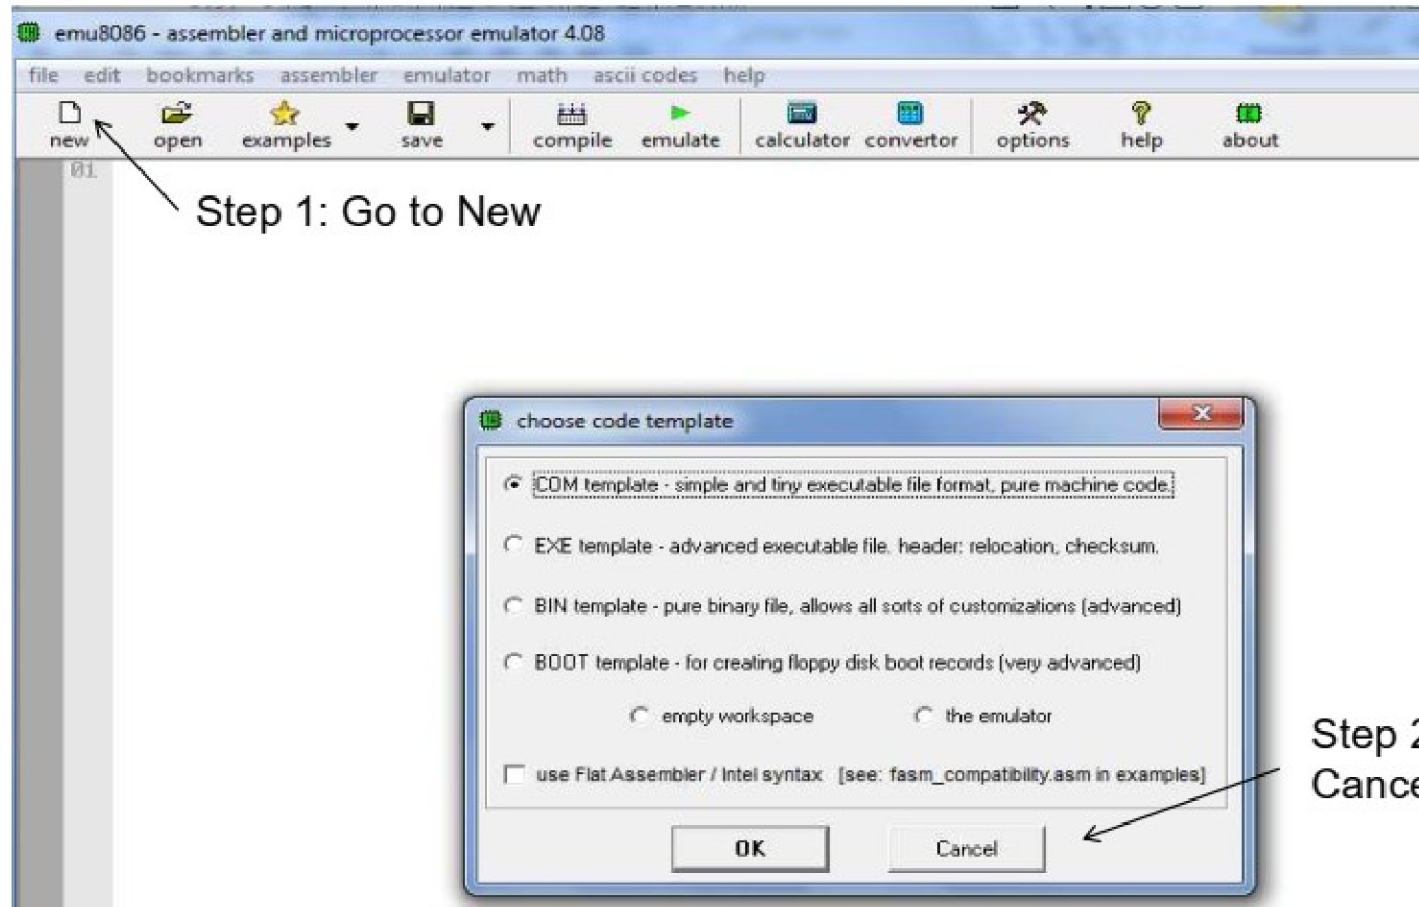 emu8086 - assembler and microprocessor emulator 4.08
file edit bookmarks assembler emulator math ascii codes help
new open examples save compile emulate calculator convertor options help about
01
Step 1: Go to New
choose code template
COM template - simple and tiny executable file format, pure machine code.
EXE template - advanced executable file. header: relocation, checksum.
BIN template - pure binary file, allows all sorts of customizations (advanced)
BOOT template - for creating floppy disk boot records (very advanced)
empty workspace the emulator
Step
use Flat Assembler / Intel syntax [see: fasm_compatibility.asm in examples]
OK Cancel